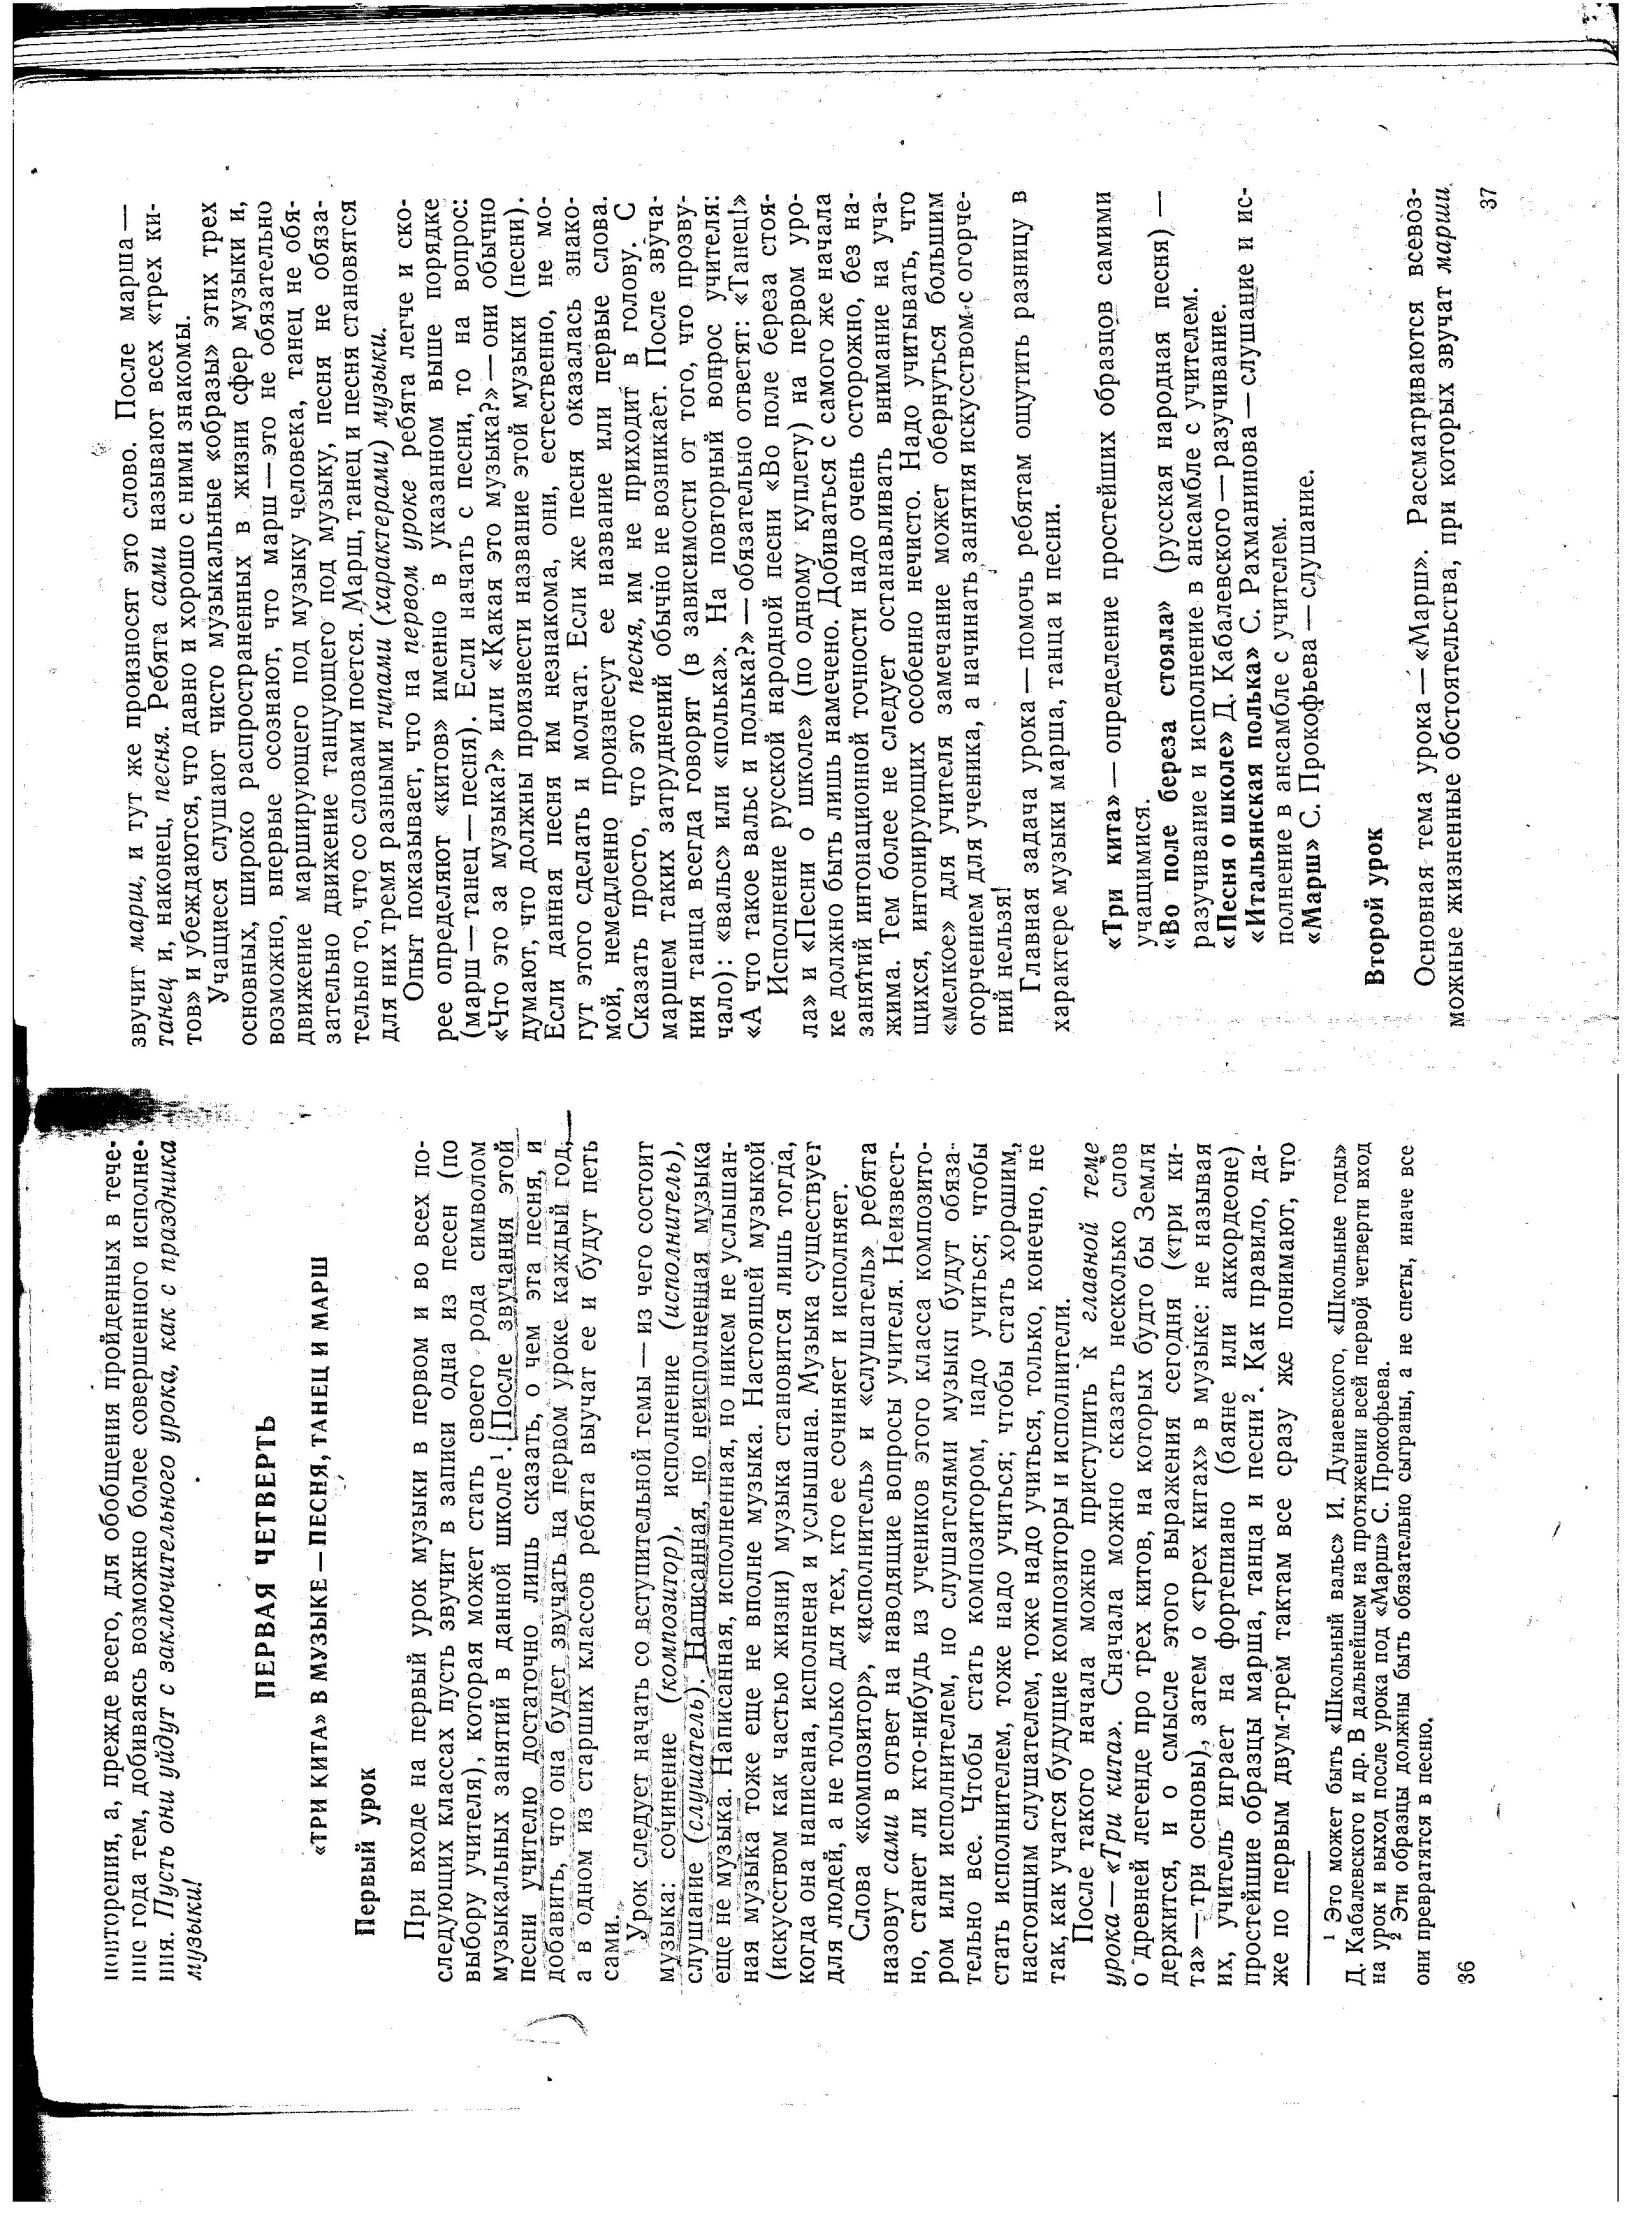 повторения, а, прежде всего, для обобщения пройденных в тече-
ние года тем, добиваясь возможно более совершенного исполне-
ния. Пусть они уйдут с заключительного урока, как с праздника
музыки!
ПЕРВАЯ ЧЕТВЕРТЬ
«ТРИ КИТА» В МУЗЫКЕ — ПЕСНЯ, ТАНЕЦ И МАРШ
Первый урок
При входе на первый урок музыки в первом и во всех по-
следующих классах пусть звучит в записи одна из песен (по
выбору учителя), которая может стать своего рода символом
музыкальных занятий в данной школе¹. После звучания этой
песни учителю достаточно лишь сказать, о чем эта песня, и
добавить, что она будет звучать на первом уроке каждый год,
а в одном из старших классов ребята выучат ее и будут петь
сами.
Урок следует начать со вступительной темы — из чего состоит
музыка: сочинение (композитор), исполнение (исполнитель),
слушание (слушатель). Написанная, но неисполненная музыка
еще не музыка. Написанная, исполненная, но никем не услышан-
ная музыка тоже еще не вполне музыка. Настоящей музыкой
(искусством как частью жизни) музыка становится лишь тогда,
когда она написана, исполнена и услышана. Музыка существует
для людей, а не только для тех, кто ее сочиняет и исполняет.
Слова «композитор», «исполнитель» и «слушатель» ребята
назовут сами в ответ на наводящие вопросы учителя. Неизвест-
но, станет ли кто-нибудь из учеников этого класса композито-
ром или исполнителем, но слушателями музыки будут обяза-
тельно все. Чтобы стать композитором, надо учиться; чтобы
стать исполнителем, тоже надо учиться; чтобы стать хорошим,
настоящим слушателем, тоже надо учиться, только, конечно, не
так, как учатся будущие композиторы и исполнители.
После такого начала можно приступить к главной теме
урока — «Три кита». Сначала можно сказать несколько слов
о древней легенде про трех китов, на которых будто бы Земля
держится, и о смысле этого выражения сегодня («три ки-
та» — три основы), затем о «трех китах» в музыке: не называя
их, учитель играет на фортепиано (баяне или аккордеоне)
простейшие образцы марша, танца и песни². Как правило, да-
же по первым двум-трем тактам все сразу же понимают, что
¹ Это может быть «Школьный вальс» И. Дунаевского, «Школьные годы»
Д. Кабалевского и др. В дальнейшем на протяжении всей первой четверти вход
на урок и выход после урока под «Марш» С. Прокофьева.
² Эти образцы должны быть обязательно сыграны, а не спеты, иначе все
они превратятся в песню.
36
звучит марш, и тут же произносят это слово. После марша —
танец и, наконец, песня. Ребята сами называют всех «трех ки-
тов» и убеждаются, что давно и хорошо с ними знакомы.
Учащиеся слушают чисто музыкальные «образы» этих трех
основных, широко распространенных в жизни сфер музыки и,
возможно, впервые осознают, что марш — это не обязательно
движение марширующего под музыку человека, танец не обя-
зательно движение танцующего под музыку, песня не обяза-
тельно то, что со словами поется. Марш, танец и песня становятся
для них тремя разными типами (характерами) музыки.
Опыт показывает, что на первом уроке ребята легче и ско-
рее определяют «китов» именно в указанном выше порядке
(марш — танец — песня). Если начать с песни, то на вопрос:
«Что это за музыка?» или «Какая это музыка?» — они обычно
думают, что должны произнести название этой музыки (песни).
Если данная песня им незнакома, они, естественно, не мо-
гут этого сделать и молчат. Если же песня оказалась знако-
мой, немедленно произнесут ее название или первые слова.
Сказать просто, что это песня, им не приходит в голову. С
маршем таких затруднений обычно не возникает. После звуча-
ния танца всегда говорят (в зависимости от того, что прозву-
чало): «вальс» или «полька». На повторный вопрос учителя:
«А что такое вальс и полька?» — обязательно ответят: «Танец!»
Исполнение русской народной песни «Во поле береза стоя-
ла» и «Песни о школе» (по одному куплету) на первом уро-
ке должно быть лишь намечено. Добиваться с самого же начала
занятий интонационной точности надо очень осторожно, без на-
жима. Тем более не следует останавливать внимание на уча-
щихся, интонирующих особенно нечисто. Надо учитывать, что
«мелкое» для учителя замечание может обернуться большим
огорчением для ученика, а начинать занятия искусством с огорче-
ний нельзя!
Главная задача урока — помочь ребятам ощутить разницу в
характере музыки марша, танца и песни.
«Три кита» — определение простейших образцов самими
учащимися.
«Во поле береза стояла» (русская народная песня) —
разучивание и исполнение в ансамбле с учителем.
«Песня о школе» Д. Кабалевского — разучивание.
«Итальянская полька» С. Рахманинова — слушание и ис-
полнение в ансамбле с учителем.
«Марш» С. Прокофьева — слушание.
Второй урок
Основная тема урока — «Марш». Рассматриваются всевоз-
можные жизненные обстоятельства, при которых звучат марши.
37